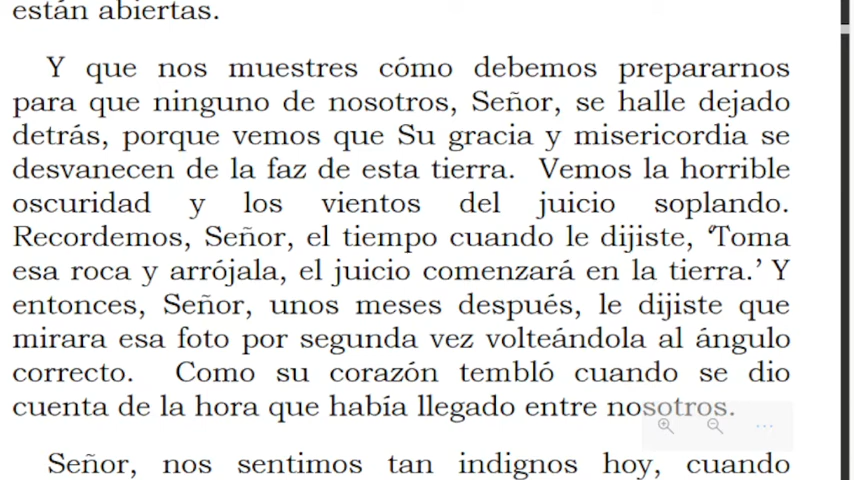 están abiertas.
Y que nos muestres cómo debemos prepararnos
para que ninguno de nosotros, Señor, se halle dejado
detrás, porque vemos que Su gracia y misericordia se
desvanecen de la faz de esta tierra. Vemos la horrible
oscuridad y los vientos del juicio soplando.
Recordemos, Señor, el tiempo cuando le dijiste, ‘Toma
esa roca y arrójala, el juicio comenzará en la tierra.’ Y
entonces, Señor, unos meses después, le dijiste que
mirara esa foto por segunda vez volteándola al ángulo
correcto. Como su corazón tembló cuando se dio
cuenta de la hora que había llegado entre nosotros.
Señor, nos sentimos tan indignos hoy, cuando